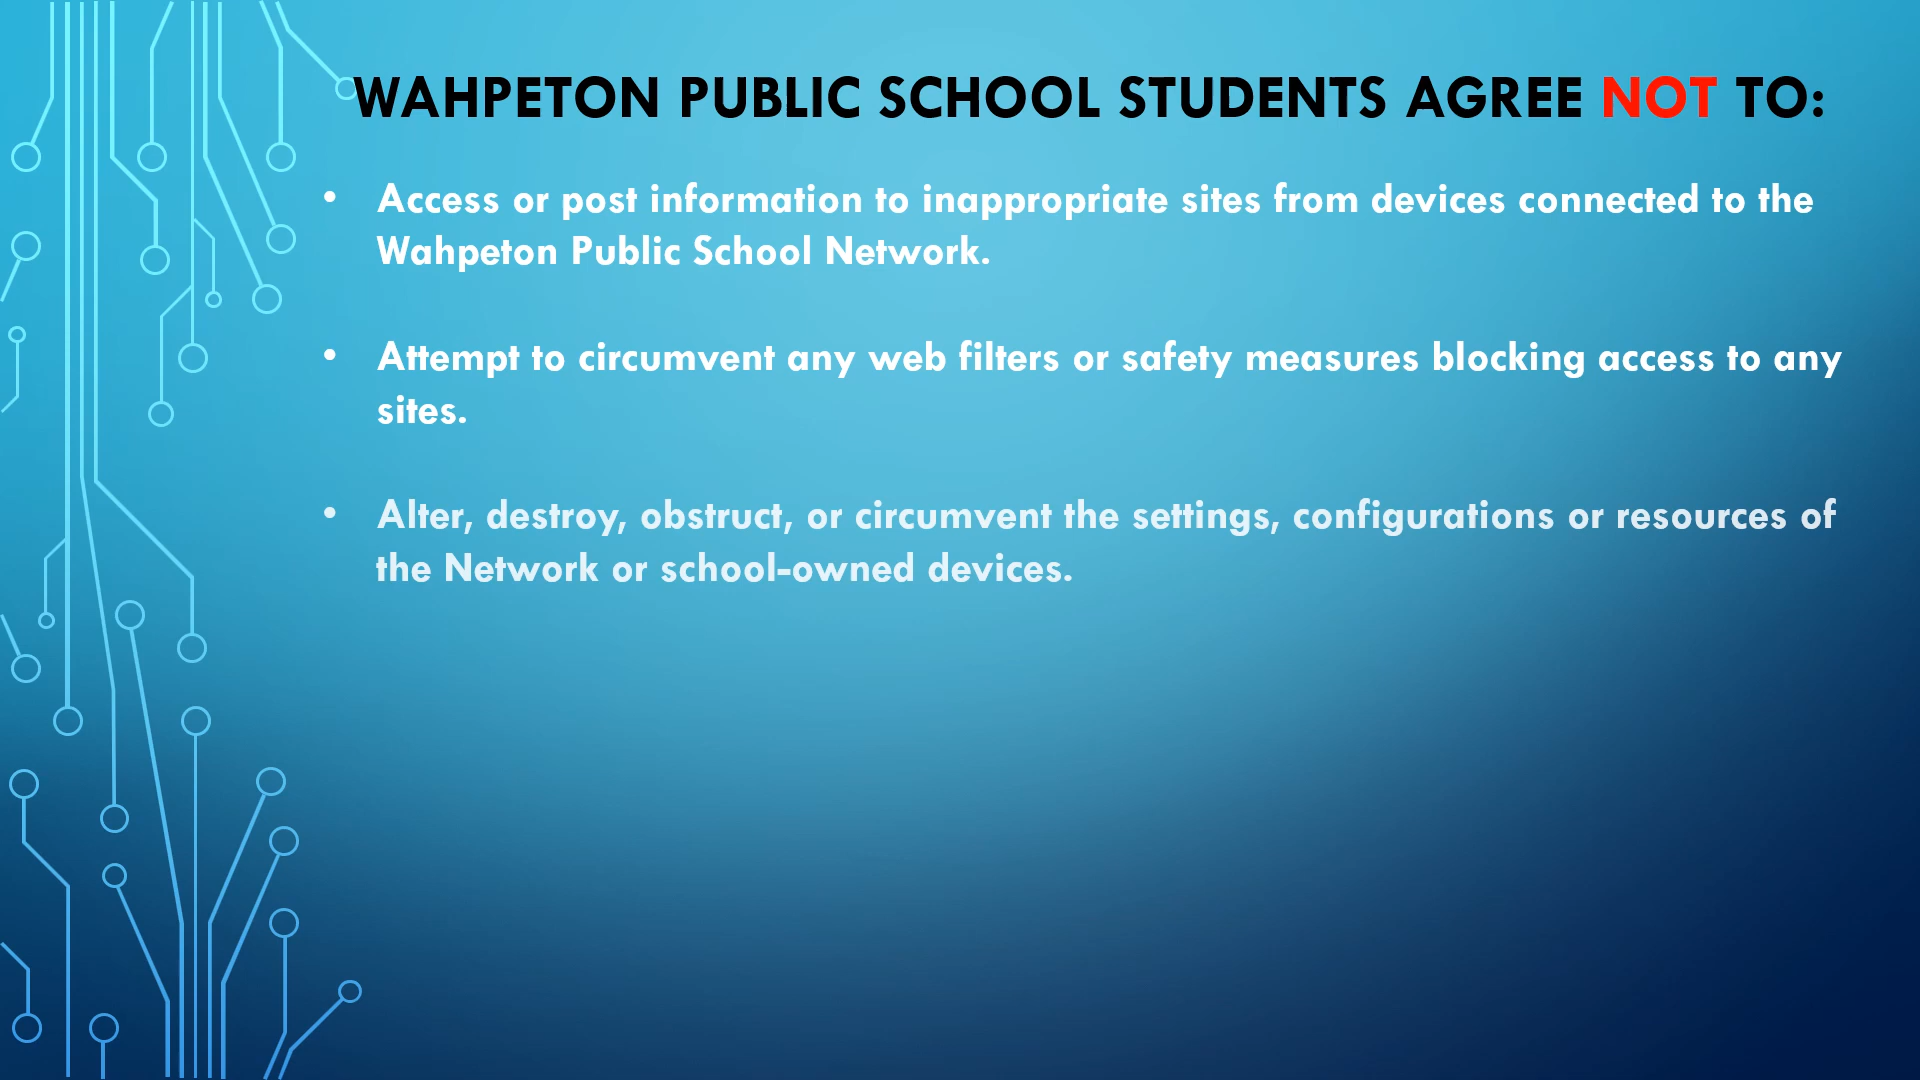 WAHPETON PUBLIC SCHOOL STUDENTS AGREE NOT TO:
• Access or post information to inappropriate sites from devices connected to the
Wahpeton Public School Network.
• Attempt to circumvent any web filters or safety measures blocking access to any
sites.
• Alter, destroy, obstruct, or circumvent the settings, configurations or resources of
the Network or school-owned devices.